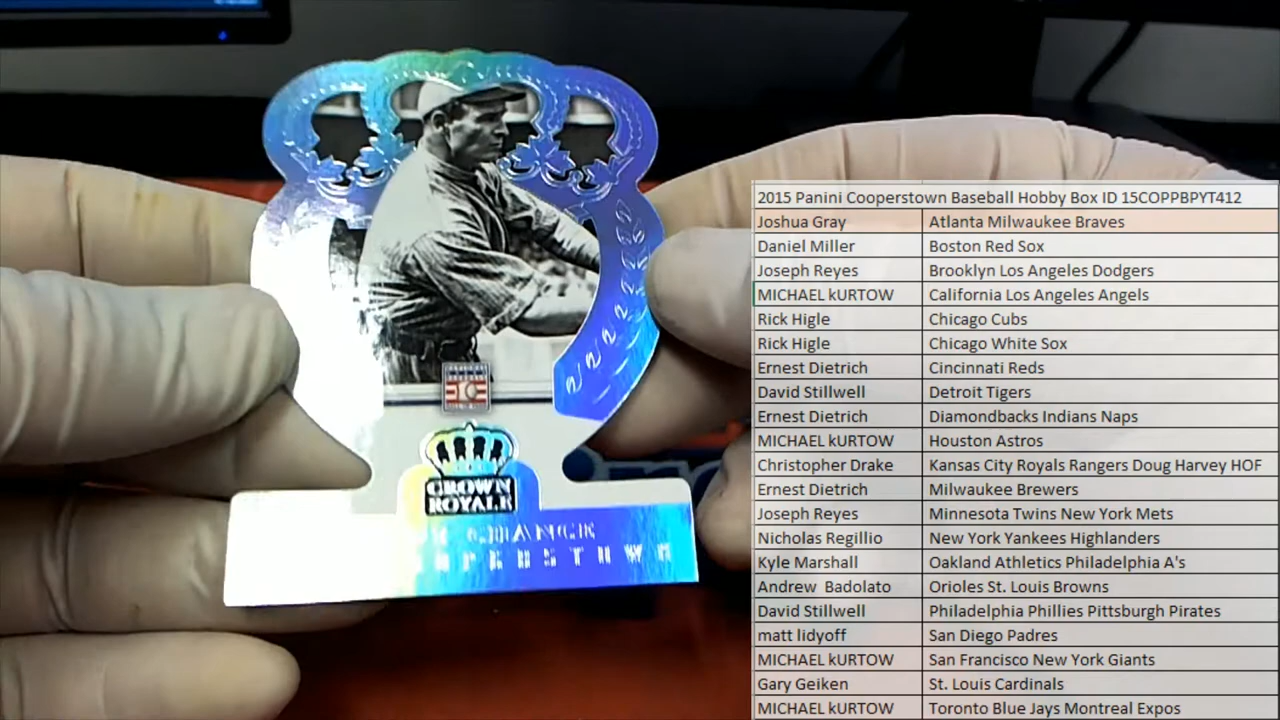 CROWN
ROYALE
CHANCE
2015 Panini Cooperstown Baseball Hobby Box ID 15COPPBPYT412
Joshua Gray Atlanta Milwaukee Braves
Daniel Miller Boston Red Sox
Joseph Reyes Brooklyn Los Angeles Dodgers
MICHAEL kURTOW California Los Angeles Angels
Rick Higle Chicago Cubs
Rick Higle Chicago White Sox
Ernest Dietrich Cincinnati Reds
David Stillwell Detroit Tigers
Ernest Dietrich Diamondbacks Indians Naps
MICHAEL kURTOW Houston Astros
Christopher Drake Kansas City Royals Rangers Doug Harvey HOF
Ernest Dietrich Milwaukee Brewers
Joseph Reyes Minnesota Twins New York Mets
Nicholas Regillio New York Yankees Highlanders
Kyle Marshall Oakland Athletics Philadelphia A's
Andrew Badolato Orioles St. Louis Browns
David Stillwell Philadelphia Phillies Pittsburgh Pirates
matt lidyoff San Diego Padres
MICHAEL kURTOW San Francisco New York Giants
Gary Geiken St. Louis Cardinals
MICHAEL kURTOW Toronto Blue Jays Montreal Expos